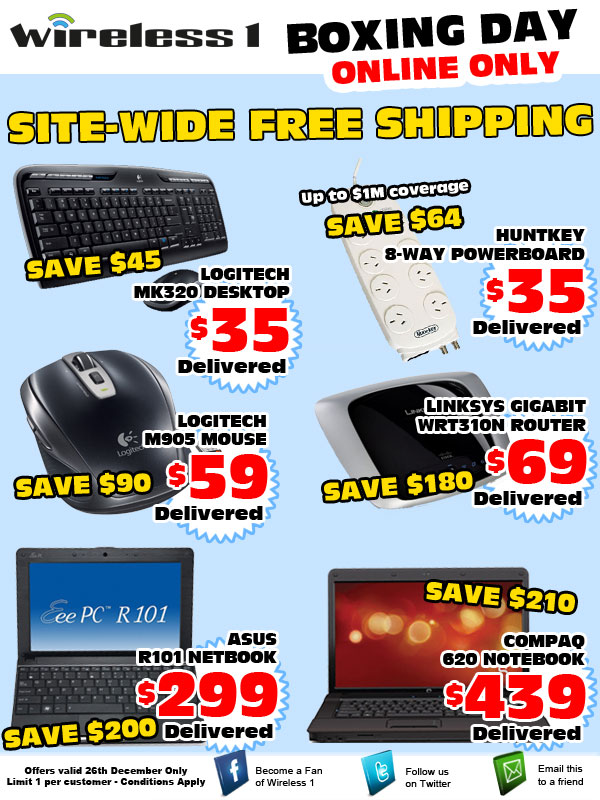 wireless 1
BOXING DAY
ONLINE ONLY
SITE-WIDE FREE SHIPPING
SAVE $45
LOGITECH
MK320 DESKTOP
$35
Delivered
Up to $1M coverage
SAVE $64
HUNTKEY
8-WAY POWERBOARD
$35
Delivered
Huntkey
LOGITECH
M905 MOUSE
Logitech
SAVE $90
$59
Delivered
LINKSYS GIGABIT
WRT310N ROUTER
SAVE $180
$69
Delivered
Eee PC R101
ASUS
R101 NETBOOK
$299
SAVE $200
Delivered
SAVE $210
COMPAQ
620 NOTEBOOK
$439
Delivered
Offers valid 26th December Only
Limit 1 per customer - Conditions Apply
Become a Fan
of Wireless 1
Follow us
on Twitter
Email this
to a friend